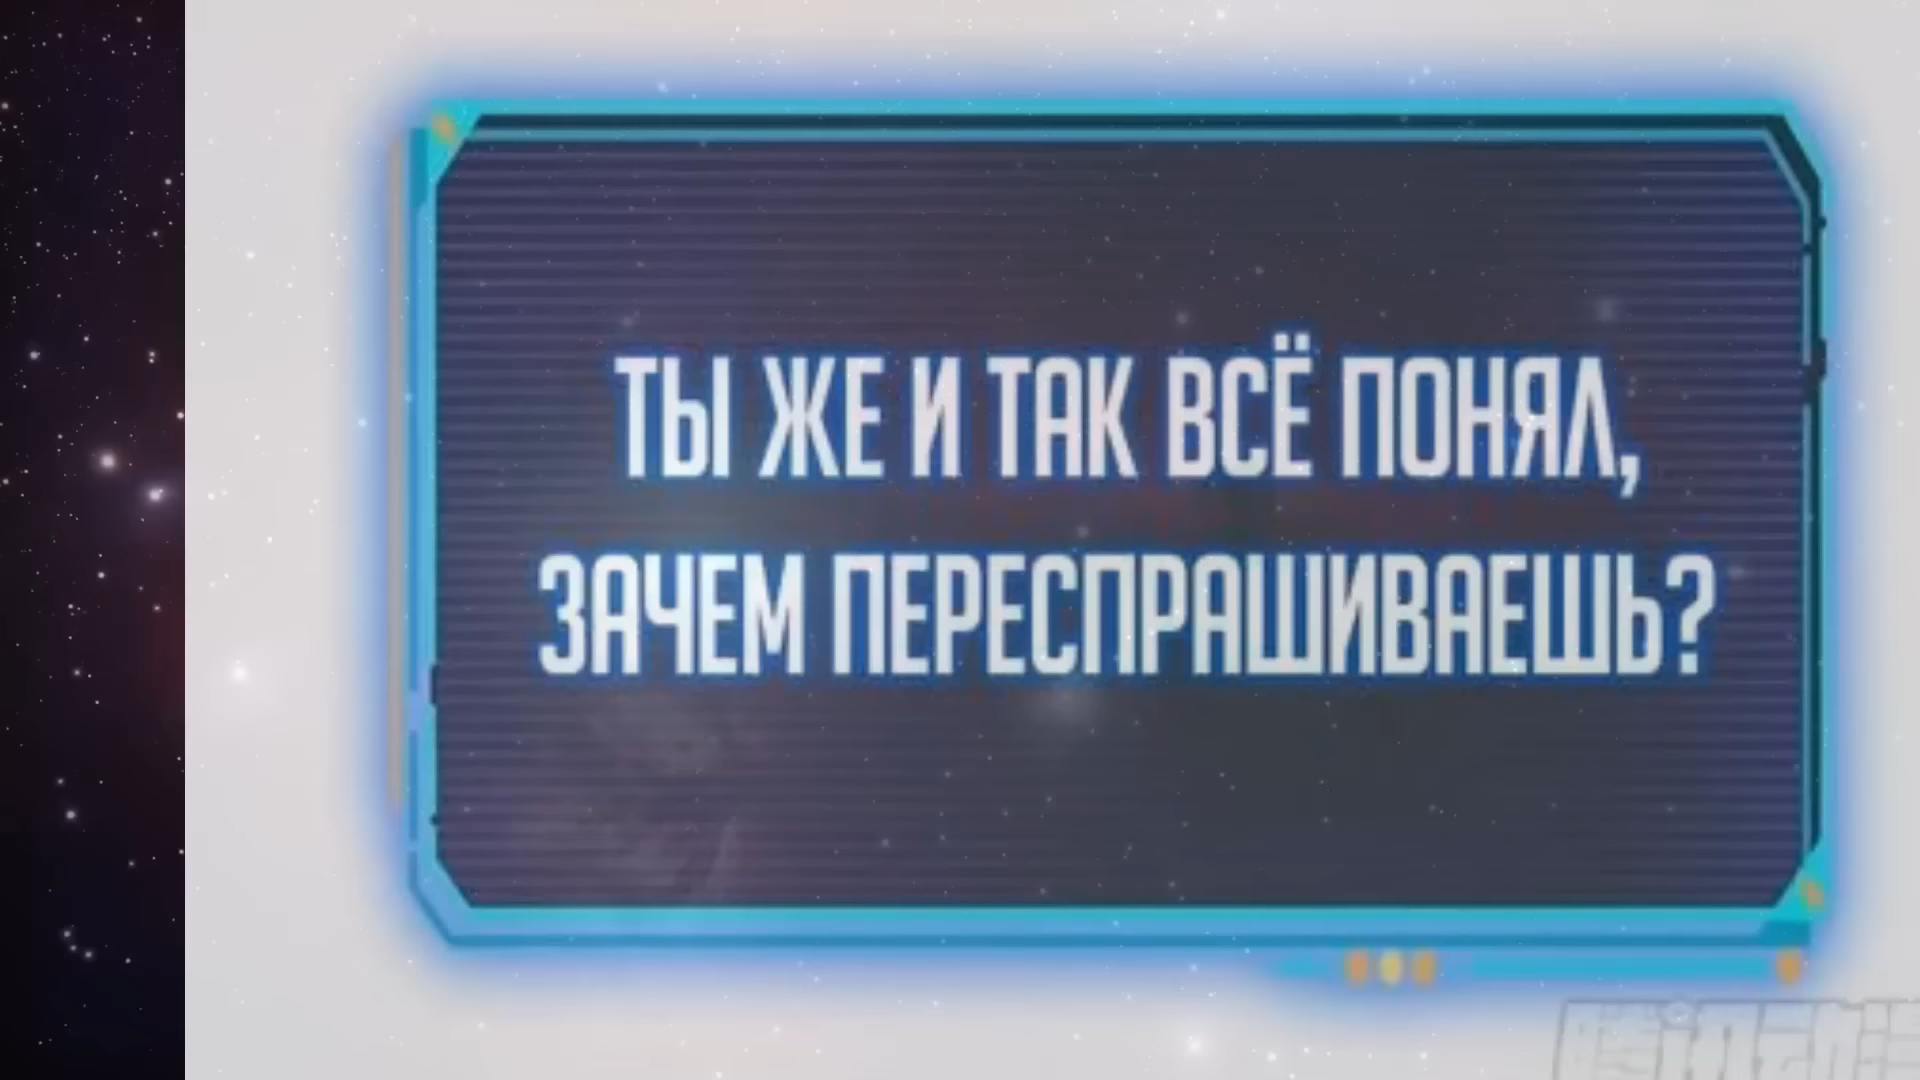 ТЫ ЖЕ И ТАК ВСЁ ПОНЯЛ,
ЗАЧЕМ ПЕРЕСПРАШИВАЕШЬ?